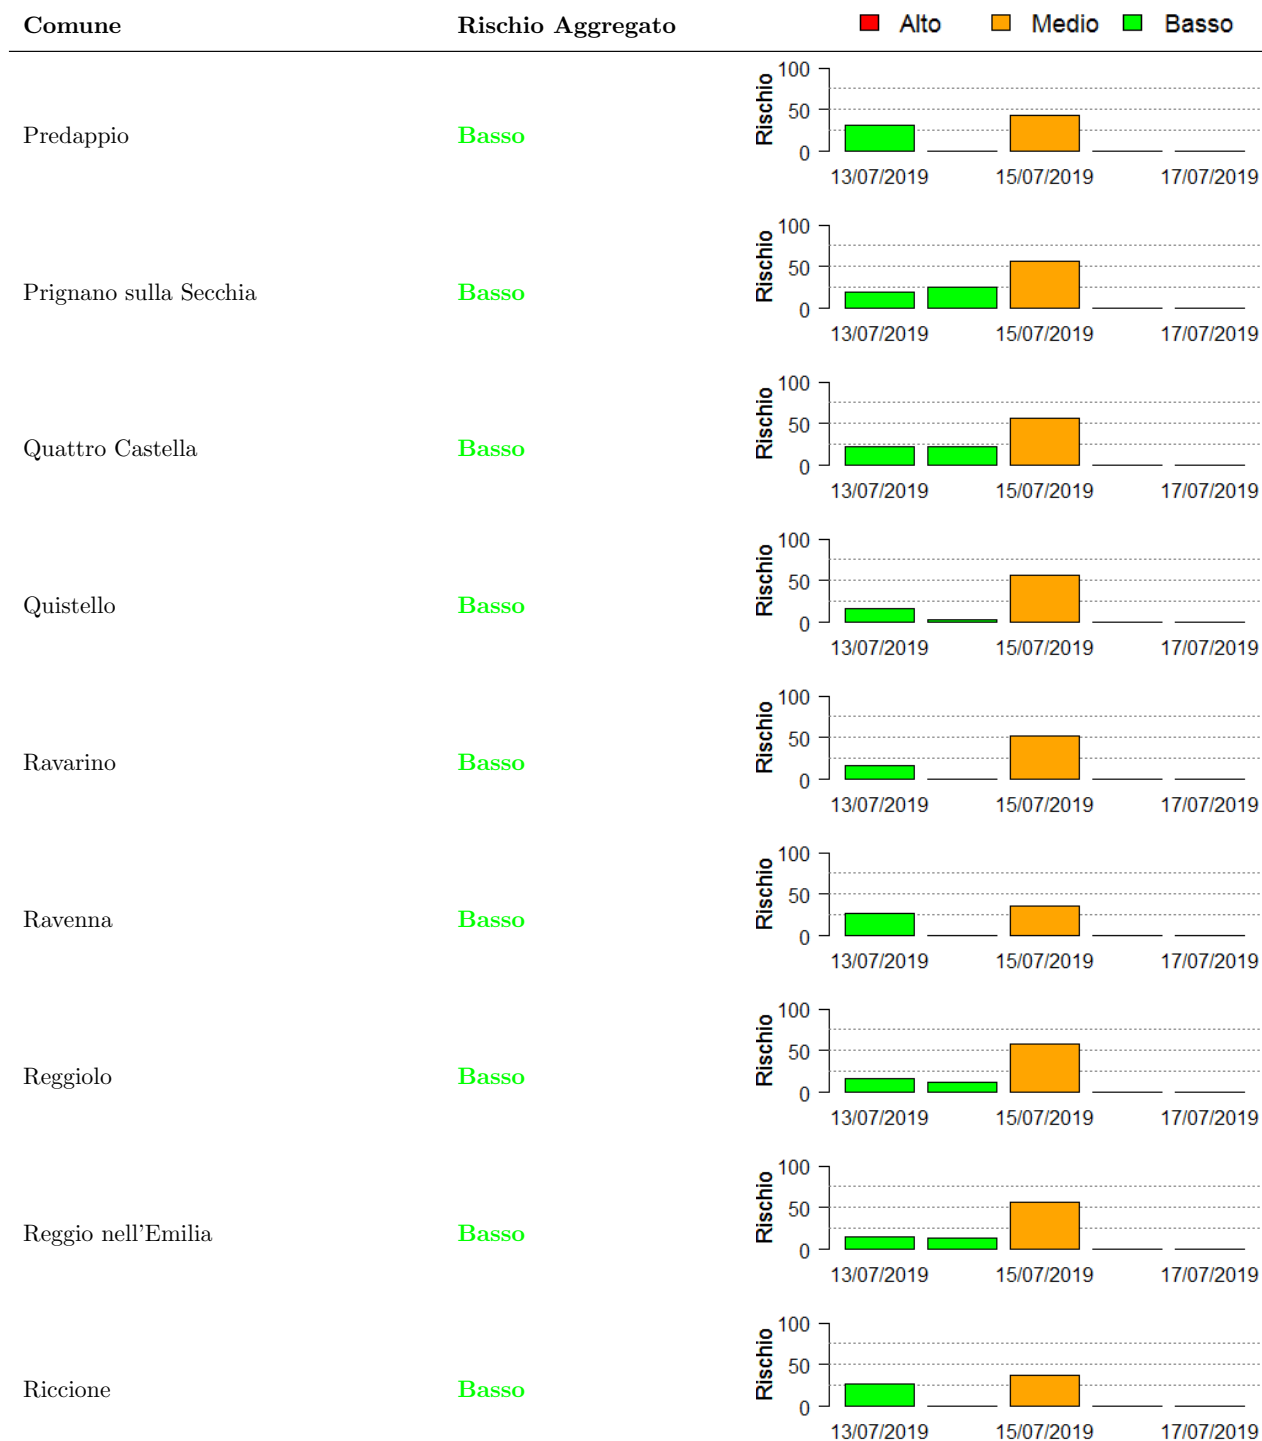 Comune Rischio Aggregato Alto Medio Basso
Predappio Basso Rischio 100 50 0
13/07/2019 15/07/2019 17/07/2019
Prignano sulla Secchia Basso Rischio 100 50 0
13/07/2019 15/07/2019 17/07/2019
Quattro Castella Basso Rischio 100 50 0
13/07/2019 15/07/2019 17/07/2019
Quistello Basso Rischio 100 50 0
13/07/2019 15/07/2019 17/07/2019
Ravarino Basso Rischio 100 50 0
13/07/2019 15/07/2019 17/07/2019
Ravenna Basso Rischio 100 50 0
13/07/2019 15/07/2019 17/07/2019
Reggiolo Basso Rischio 100 50 0
13/07/2019 15/07/2019 17/07/2019
Reggio nell'Emilia Basso Rischio 100 50 0
13/07/2019 15/07/2019 17/07/2019
Riccione Basso Rischio 100 50 0
13/07/2019 15/07/2019 17/07/2019